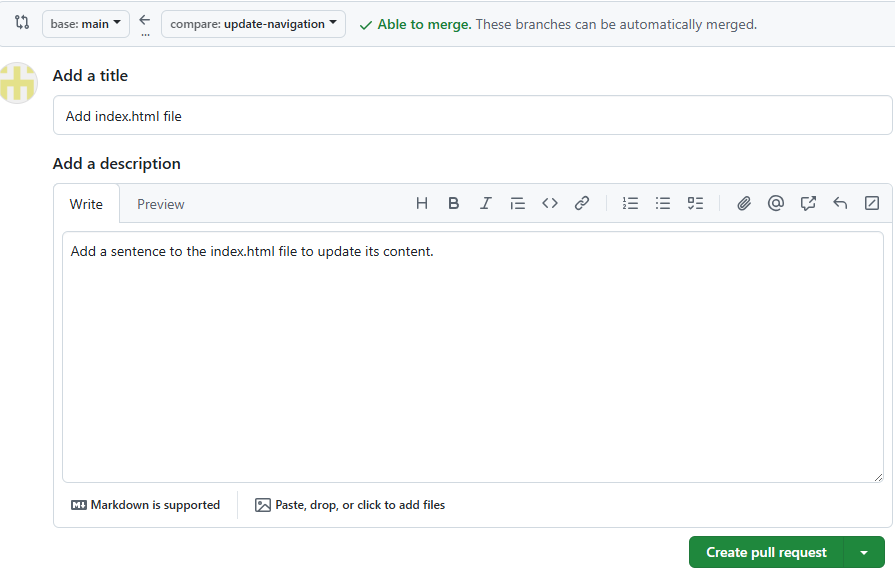 base: main ... compare: update-navigation Able to merge. These branches can be automatically merged.
Add a title
Add index.html file
Add a description
Write Preview
Add a sentence to the index.html file to update its content.
Markdown is supported Paste, drop, or click to add files
Create pull request